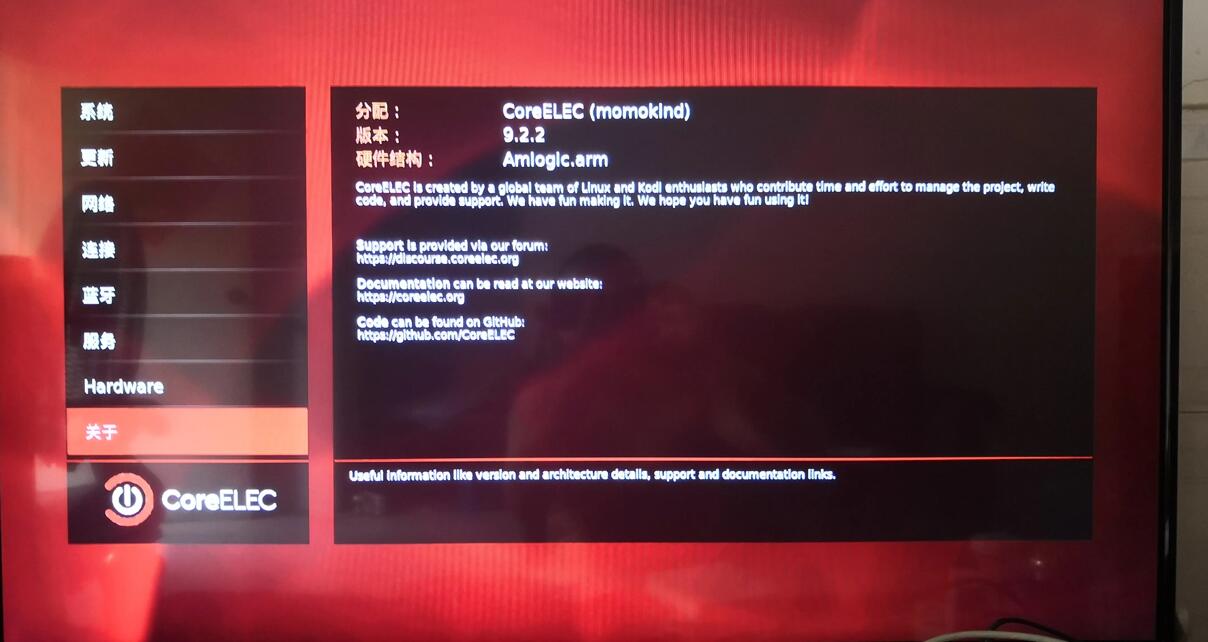 系统
更新
网络
连接
蓝牙
服务
Hardware
关于
CoreELEC
分配： CoreELEC (momokind)
版本： 9.2.2
硬件结构： Amlogic.arm
CoreELEC is created by a global team of Linux and Kodi enthusiasts who contribute time and effort to manage the project, write
code, and provide support. We have fun making it. We hope you have fun using it!
Support is provided via our forum:
https://discourse.coreelec.org
Documentation can be read at our website:
https://coreelec.org
Code can be found on GitHub:
https://github.com/CoreELEC
Useful information like version and architecture details, support and documentation links.